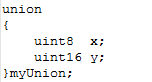 union
{
    uint8  x;
    uint16 y;
}myUnion;